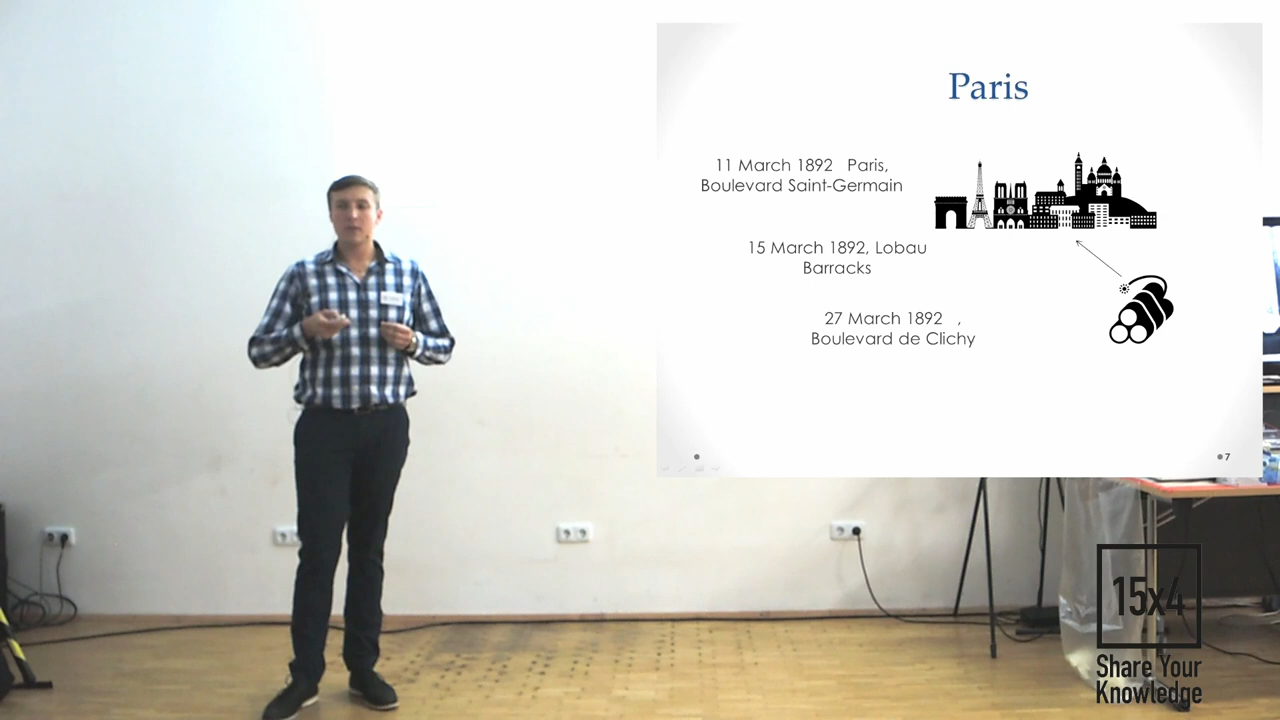 Paris
11 March 1892 Paris,
Boulevard Saint-Germain
15 March 1892, Lobau
Barracks
27 March 1892 ,
Boulevard de Clichy
7
15x4
Share Your
Knowledge